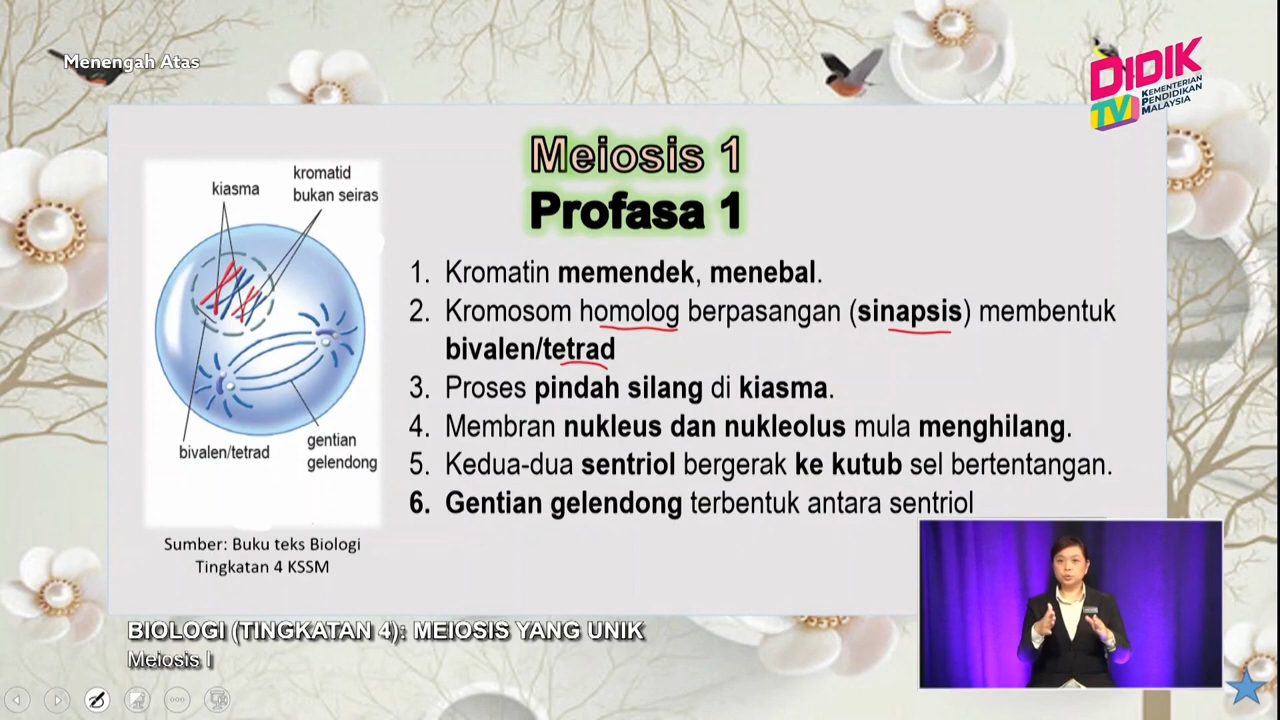 Menengah Atas
DIDIK
TV
KEMENTERIAN
PENDIDIKAN
MALAYSIA
Meiosis 1
Profasa 1
kiasma
kromatid
bukan seiras
bivalen/tetrad
gentian
gelendong
Sumber: Buku teks Biologi
Tingkatan 4 KSSM
1. Kromatin memendek, menebal.
2. Kromosom homolog berpasangan (sinapsis) membentuk
bivalen/tetrad
3. Proses pindah silang di kiasma.
4. Membran nukleus dan nukleolus mula menghilang.
5. Kedua-dua sentriol bergerak ke kutub sel bertentangan.
6. Gentian gelendong terbentuk antara sentriol
BIOLOGI (TINGKATAN 4): MEIOSIS YANG UNIK
Meiosis I